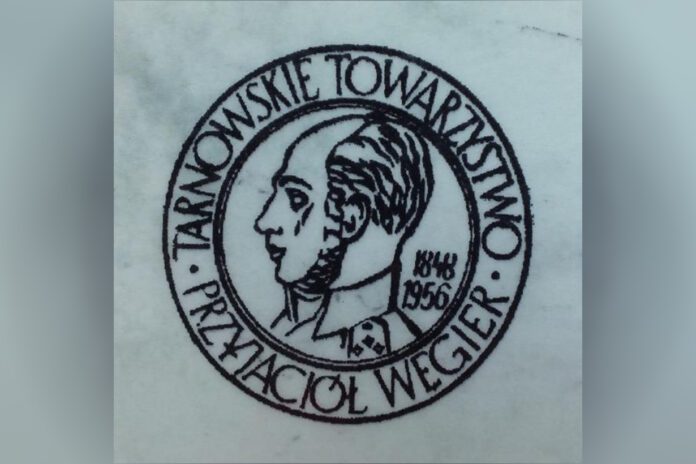 TARNOWSKIE TOWARZYSTWO
· PRZYJACIÓŁ WĘGIER ·
1848
1956